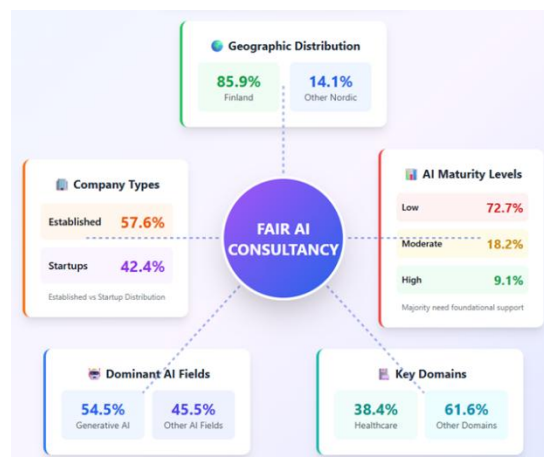 Geographic Distribution
85.9%
14.1%
Finland
Other Nordic
Company Types
Established 57.6%
Startups 42.4%
Established vs Startup Distribution
FAIR AI
CONSULTANCY
AI Maturity Levels
Low 72.7%
Moderate 18.2%
High 9.1%
Majority need foundational support
Dominant AI Fields
54.5%
45.5%
Generative AI
Other AI Fields
Key Domains
38.4%
61.6%
Healthcare
Other Domains